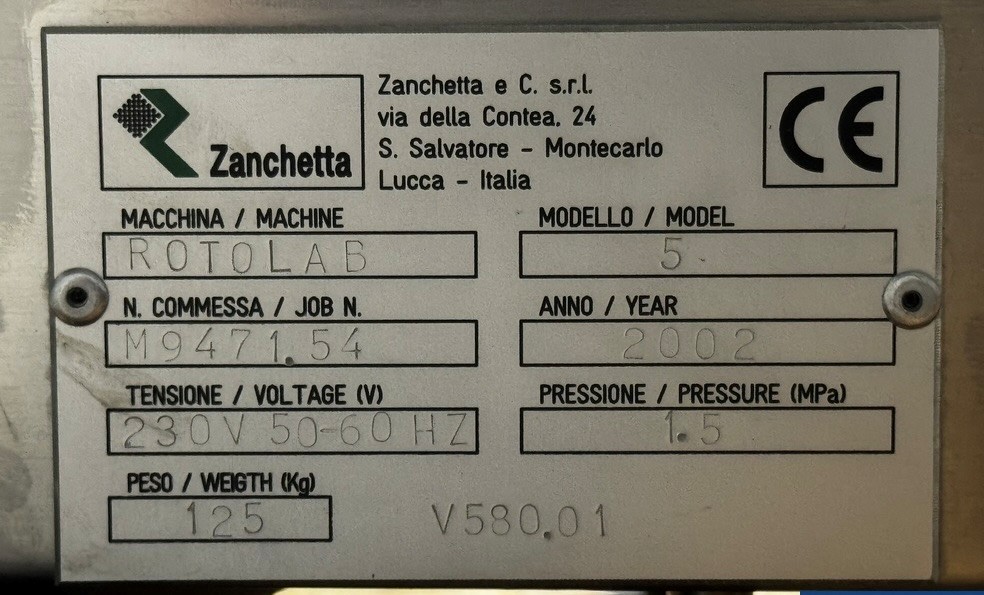 Zanchetta
Zanchetta e C. s.r.l.
via della Contea, 24
S. Salvatore - Montecarlo
Lucca - Italia
CE
MACCHINA / MACHINE
ROTOLAB
MODELLO / MODEL
5
N. COMMESSA / JOB N.
M9471.54
ANNO / YEAR
2002
TENSIONE / VOLTAGE (V)
230V 50-60 HZ
PRESSIONE / PRESSURE (MPa)
1.5
PESO / WEIGTH (Kg)
125
V580.01